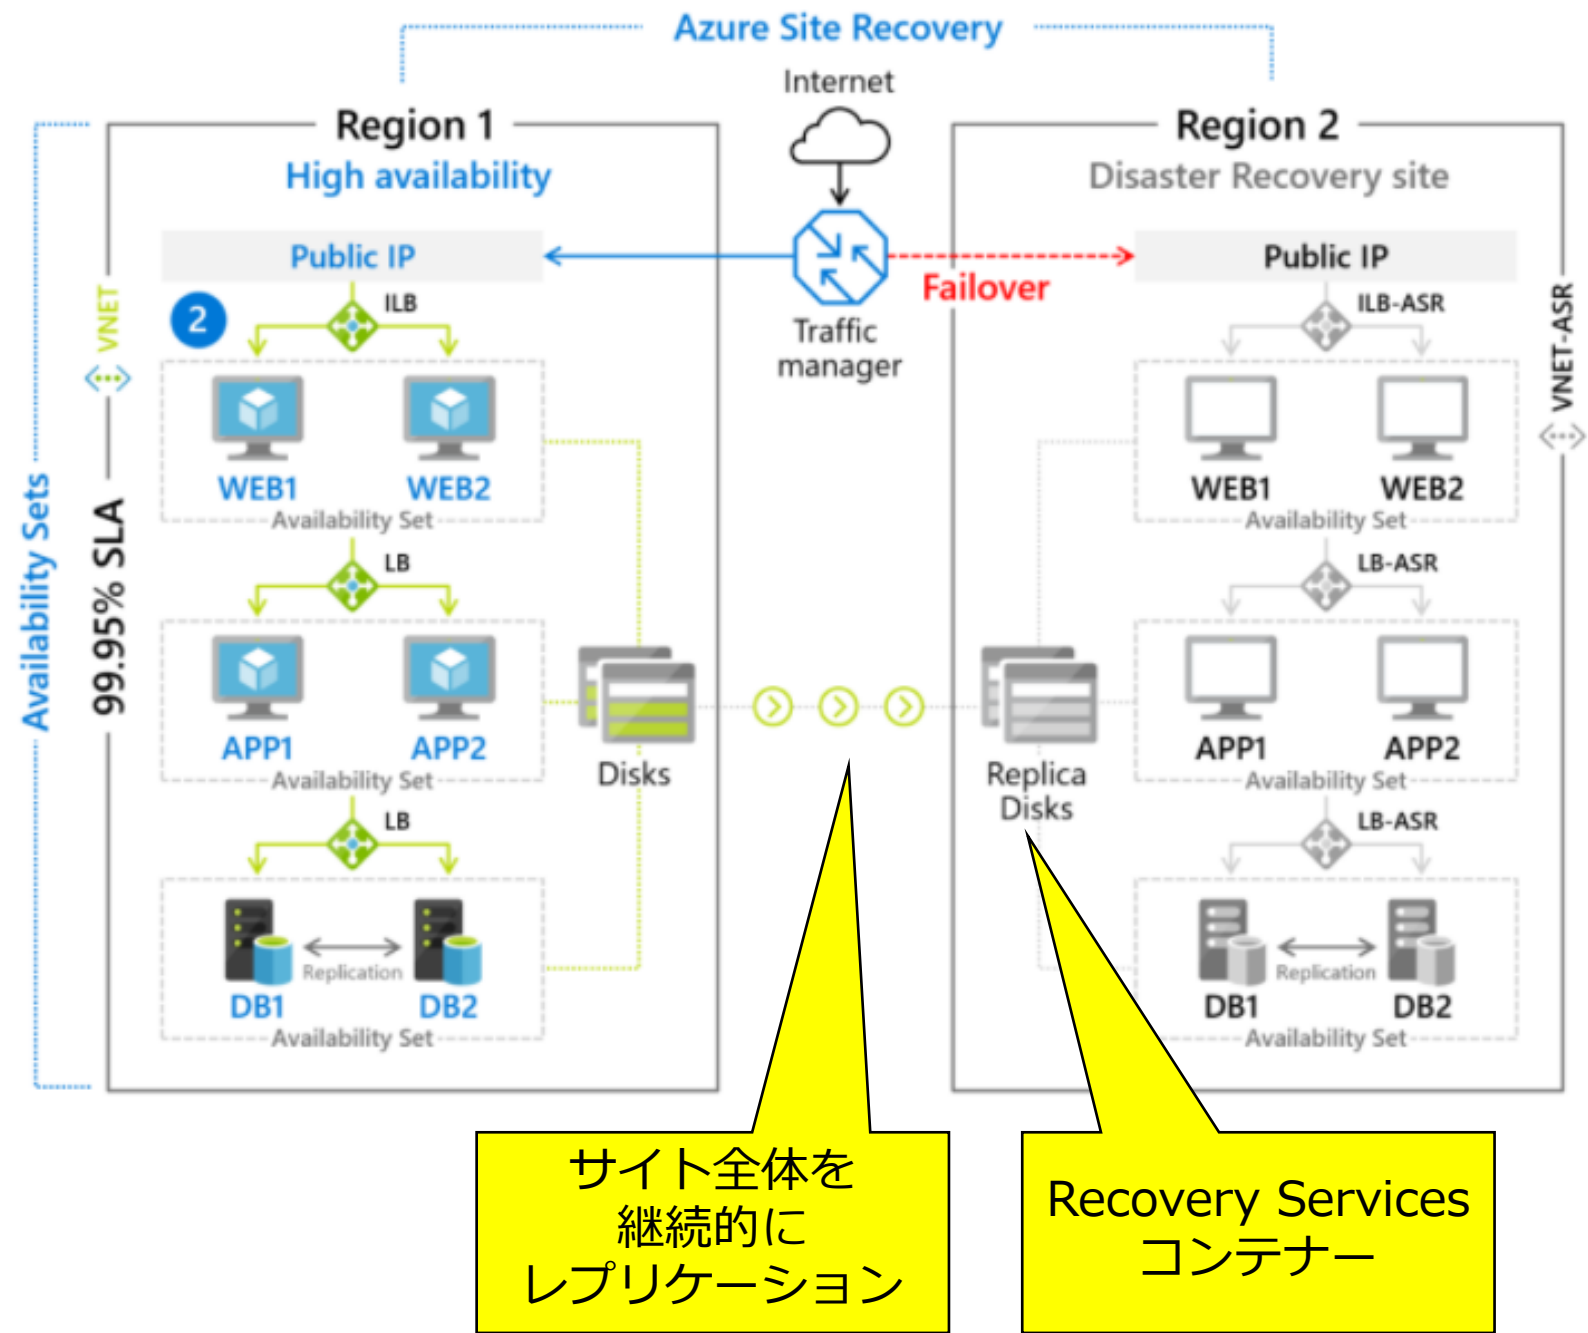 Azure Site Recovery
Internet
Region 1
High availability
Region 2
Disaster Recovery site
Public IP
Failover
Public IP
Traffic
manager
2
ILB
ILB-ASR
VNET
VNET-ASR
Availability Sets
99.95% SLA
WEB1
WEB2
Availability Set
WEB1
WEB2
Availability Set
LB
LB-ASR
APP1
APP2
Availability Set
Disks
Replica
Disks
APP1
APP2
Availability Set
LB
LB-ASR
Replication
DB1
DB2
Availability Set
Replication
DB1
DB2
Availability Set
サイト全体を
継続的に
レプリケーション
Recovery Services
コンテナー